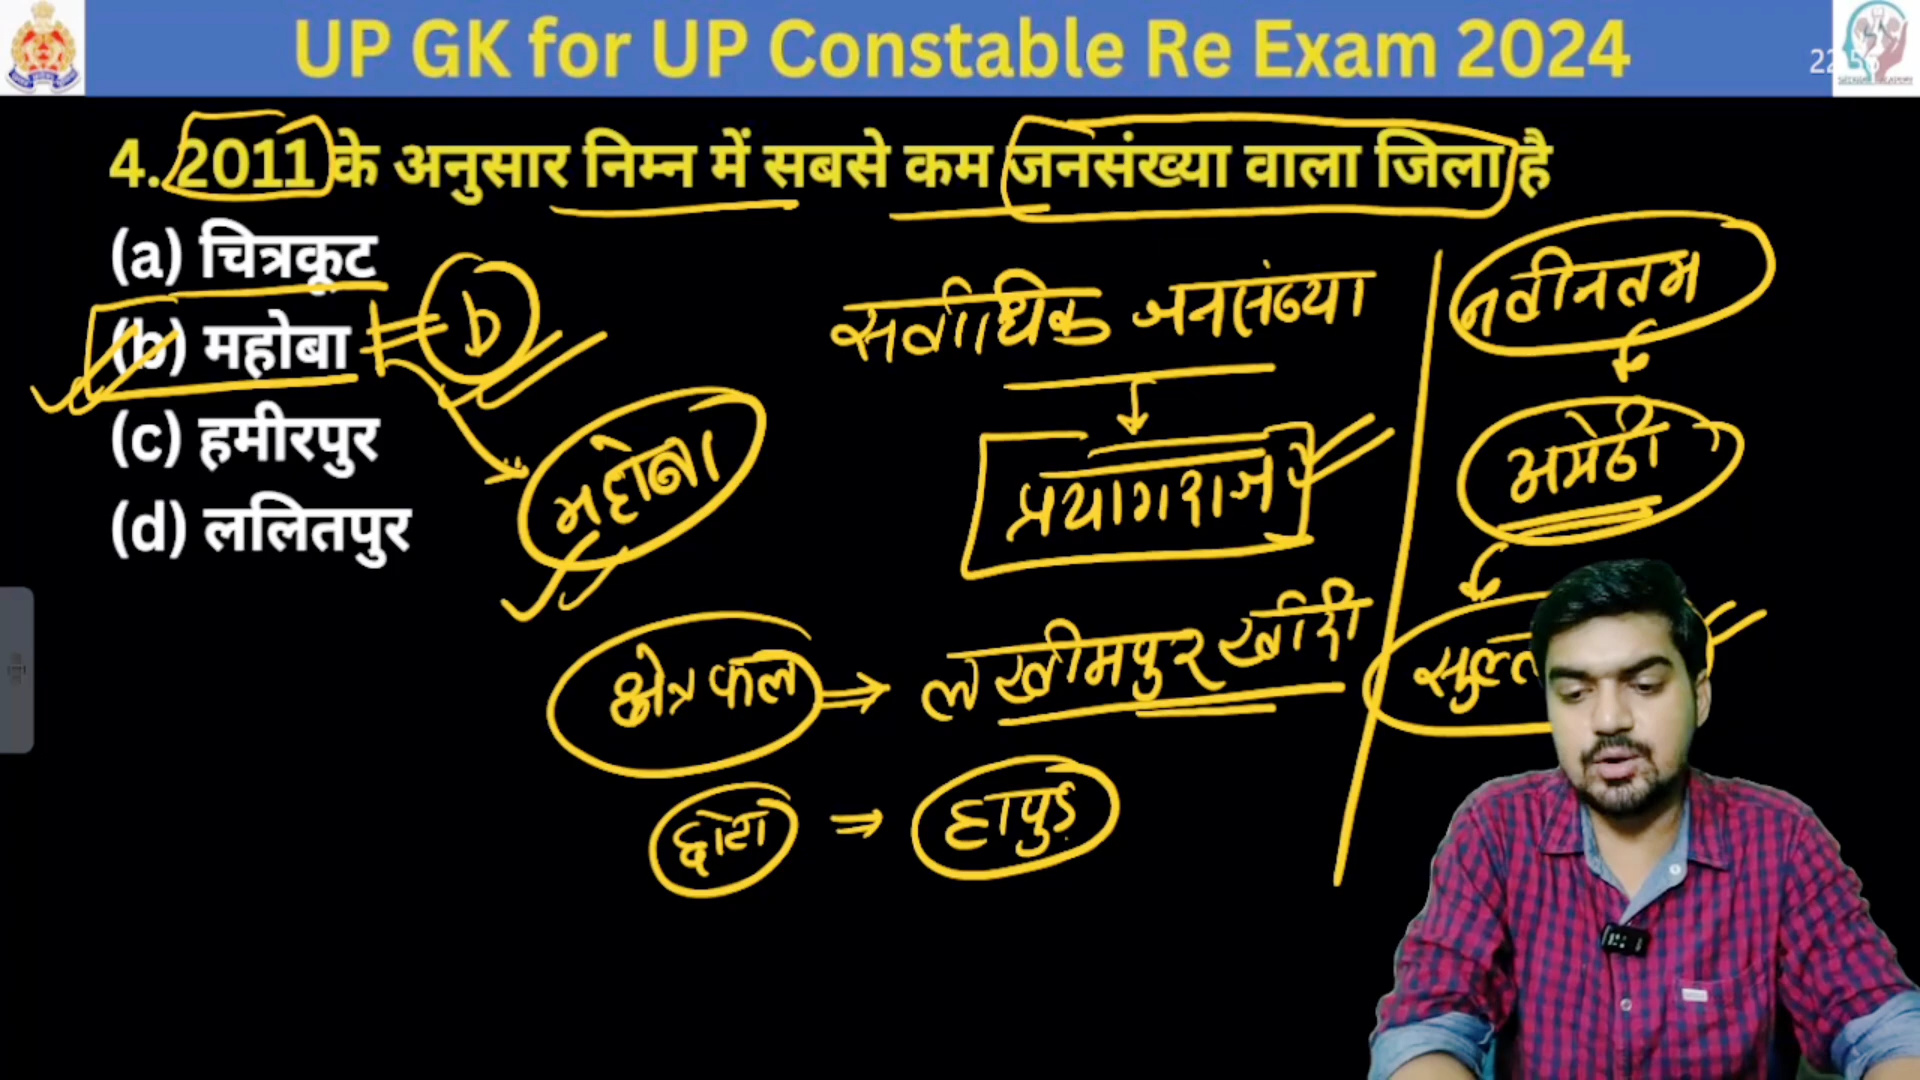 UP GK for UP Constable Re Exam 2024
4. 2011 के अनुसार निम्न में सबसे कम जनसंख्या वाला जिला है
(a) चित्रकूट
(b) महोबा
b
(c) हमीरपुर
(d) ललितपुर
महोबा
सर्वाधिक जनसंख्या
प्रयागराज
क्षेत्रफल ⇒ लखीमपुर खीरी
छोटा ⇒ हापुड़
नवीनतम
अमेठी